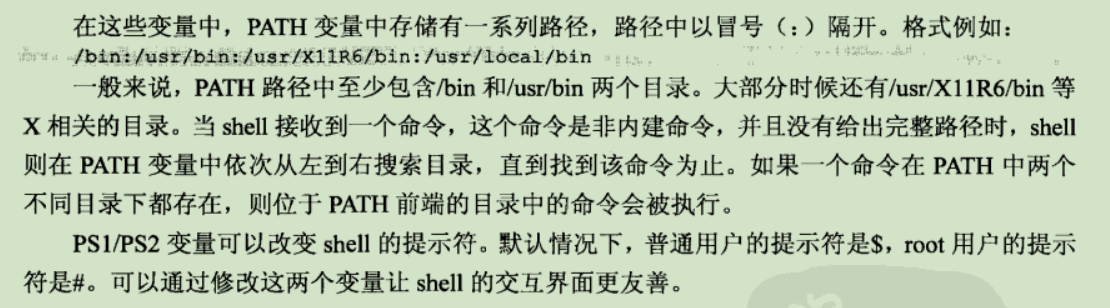 在这些变量中，PATH 变量中存储有一系列路径，路径中以冒号（:）隔开。格式例如：
/bin:/usr/bin:/usr/X11R6/bin:/usr/local/bin
一般来说，PATH 路径中至少包含/bin 和/usr/bin 两个目录。大部分时候还有/usr/X11R6/bin 等
X 相关的目录。当 shell 接收到一个命令，这个命令是非内建命令，并且没有给出完整路径时，shell
则在 PATH 变量中依次从左到右搜索目录，直到找到该命令为止。如果一个命令在 PATH 中两个
不同目录下都存在，则位于 PATH 前端的目录中的命令会被执行。
PS1/PS2 变量可以改变 shell 的提示符。默认情况下，普通用户的提示符是$，root 用户的提示
符是#。可以通过修改这两个变量让 shell 的交互界面更友善。